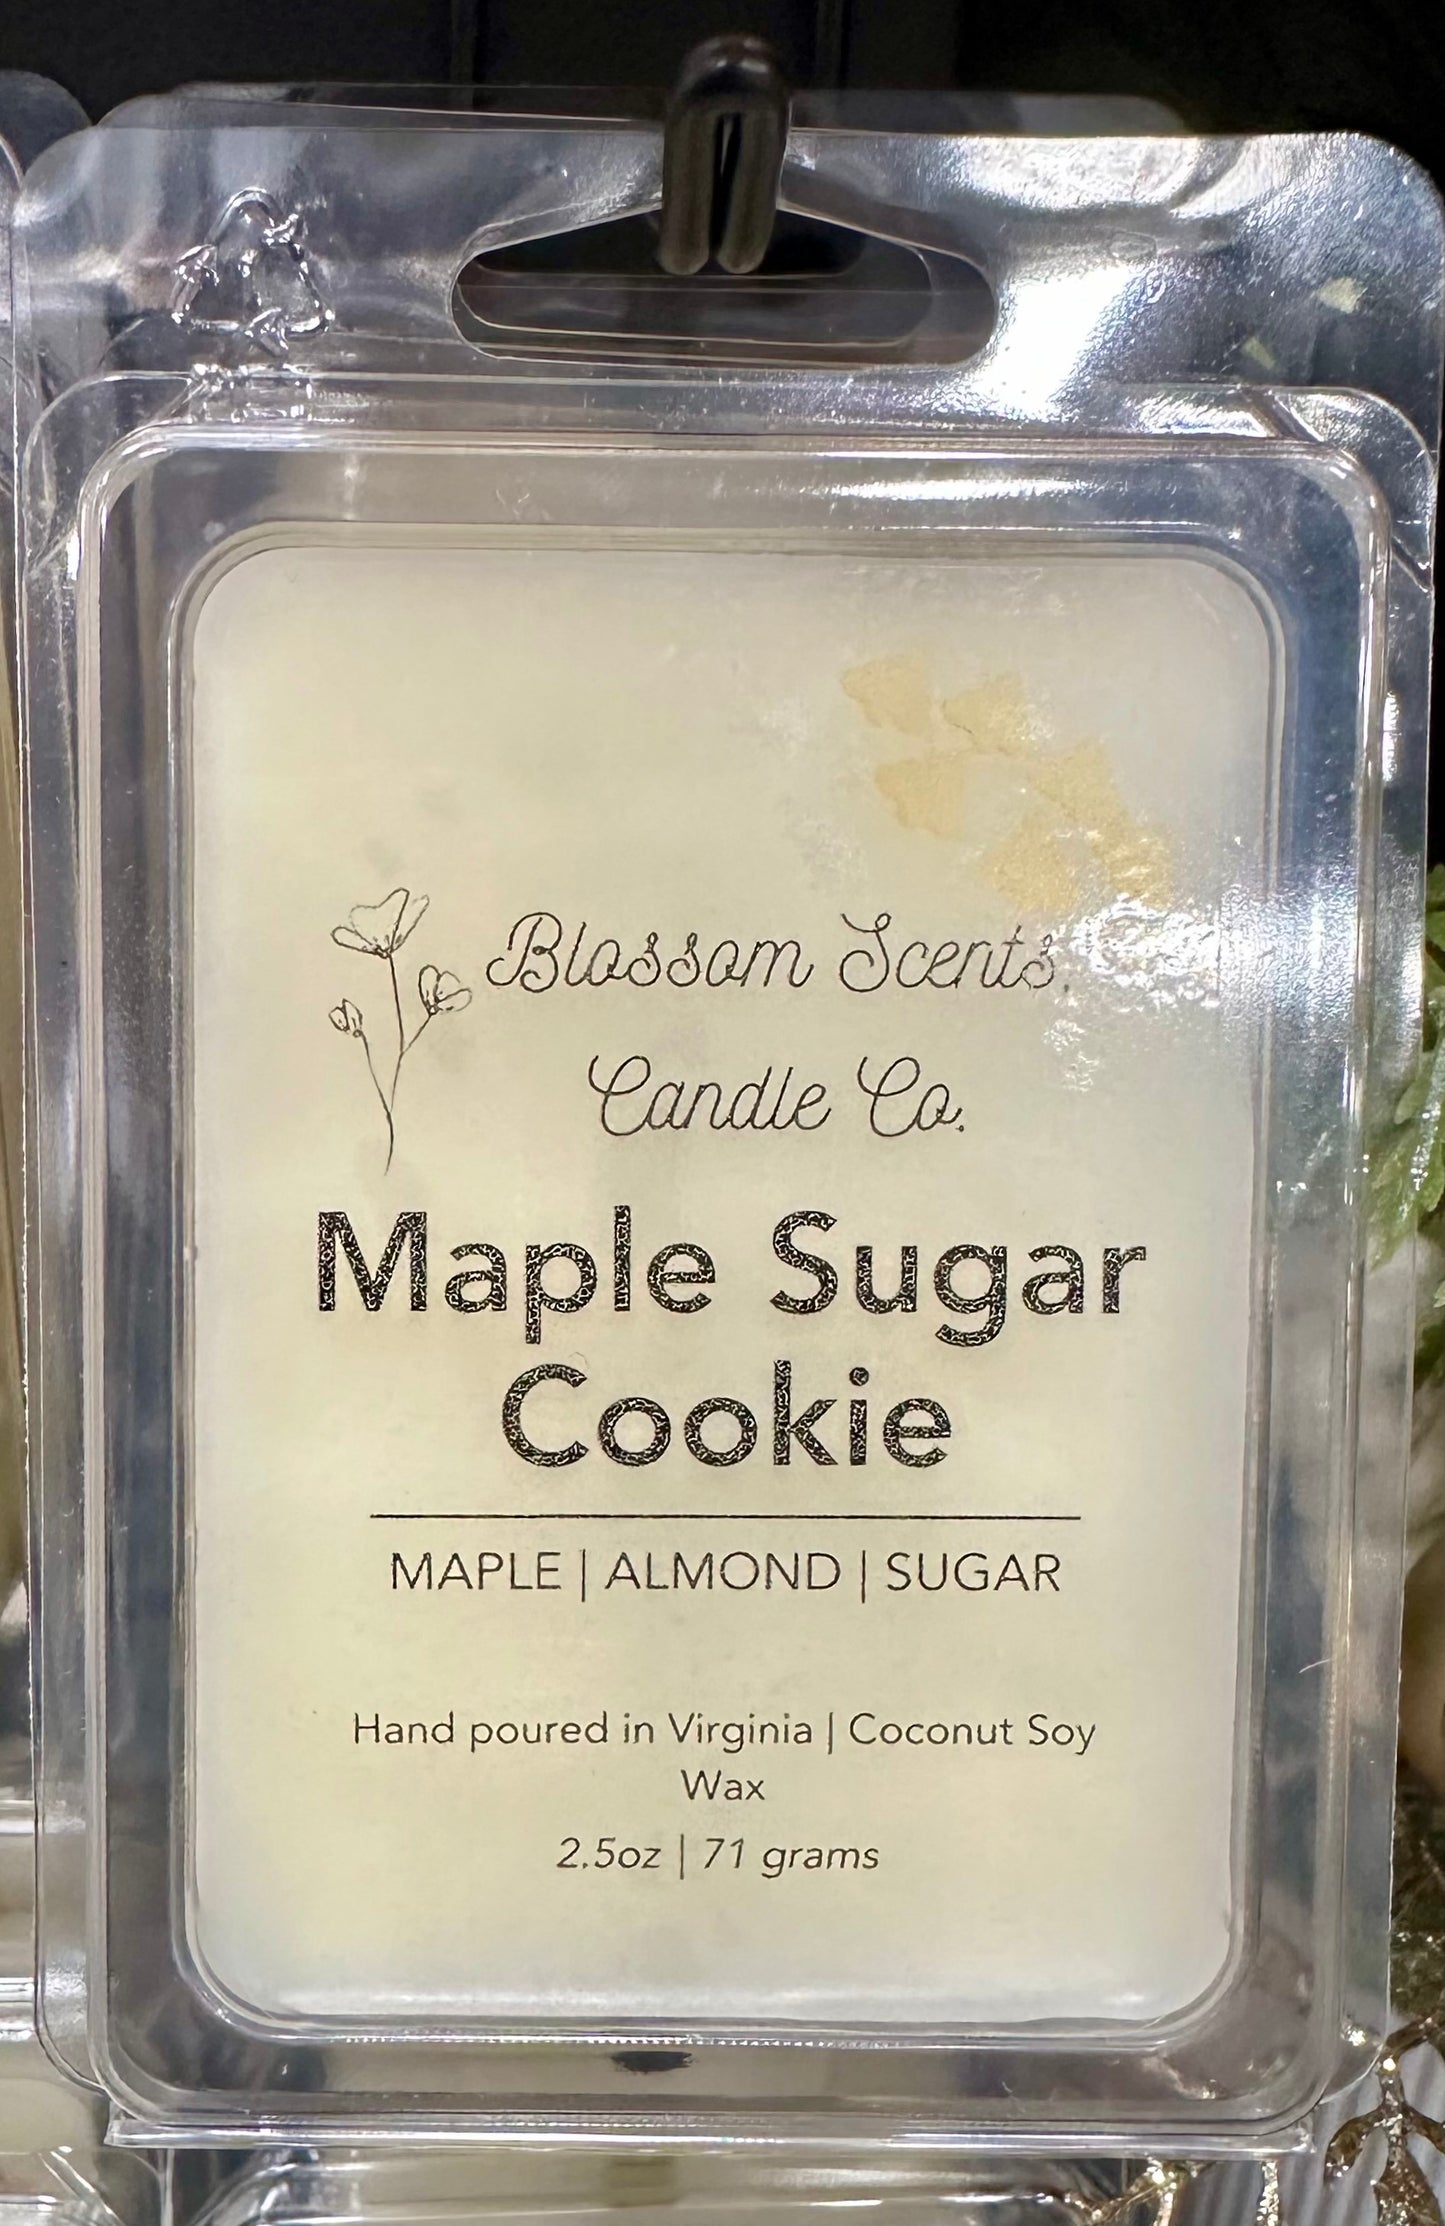 Blossom Scents
Candle Co.
Maple Sugar
Cookie
MAPLE | ALMOND | SUGAR
Hand poured in Virginia | Coconut Soy
Wax
2.5oz | 71 grams